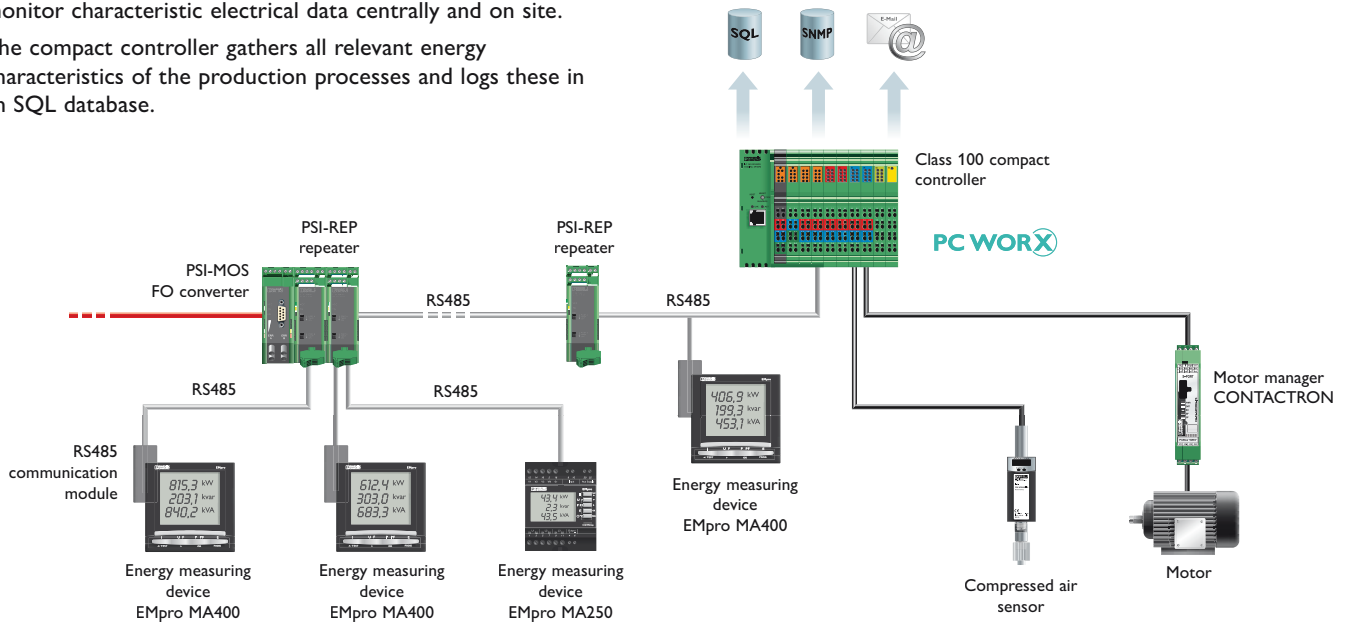 monitor characteristic electrical data centrally and on site.
The compact controller gathers all relevant energy
characteristics of the production processes and logs these in
an SQL database.
SQL
SNMP
E-Mail
@
Class 100 compact
controller
PC WORX
PSI-REP
repeater
PSI-REP
repeater
PSI-MOS
FO converter
RS485
RS485
RS485
RS485
Motor manager
CONTACTRON
RS485
communication
module
406,9 kW
199,3 kvar
453,1 kVA
815,3 kW
203,1 kvar
840,2 kVA
612,4 kW
303,0 kvar
683,3 kVA
43,4 kW
2,3 kvar
43,5 kVA
Energy measuring
device
EMpro MA400
Energy measuring
device
EMpro MA400
Energy measuring
device
EMpro MA400
Energy measuring
device
EMpro MA250
Compressed air
sensor
Motor